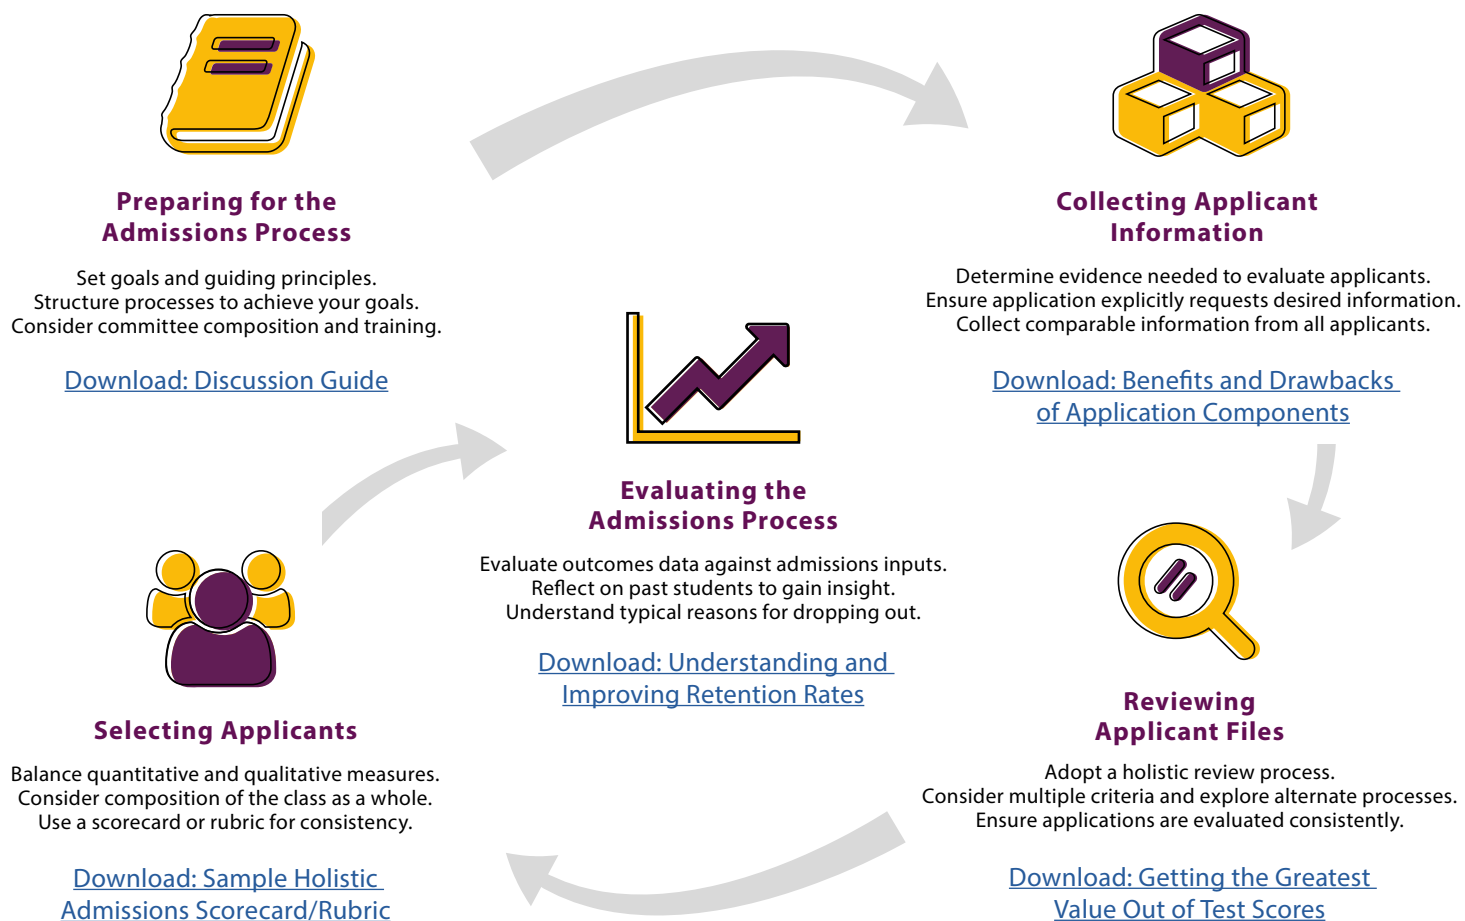 Preparing for the
Admissions Process
Set goals and guiding principles.
Structure processes to achieve your goals.
Consider committee composition and training.
Download: Discussion Guide
Collecting Applicant
Information
Determine evidence needed to evaluate applicants.
Ensure application explicitly requests desired information.
Collect comparable information from all applicants.
Download: Benefits and Drawbacks
of Application Components
Evaluating the
Admissions Process
Evaluate outcomes data against admissions inputs.
Reflect on past students to gain insight.
Understand typical reasons for dropping out.
Download: Understanding and
Improving Retention Rates
Reviewing
Applicant Files
Adopt a holistic review process.
Consider multiple criteria and explore alternate processes.
Ensure applications are evaluated consistently.
Download: Getting the Greatest
Value Out of Test Scores
Selecting Applicants
Balance quantitative and qualitative measures.
Consider composition of the class as a whole.
Use a scorecard or rubric for consistency.
Download: Sample Holistic
Admissions Scorecard/Rubric